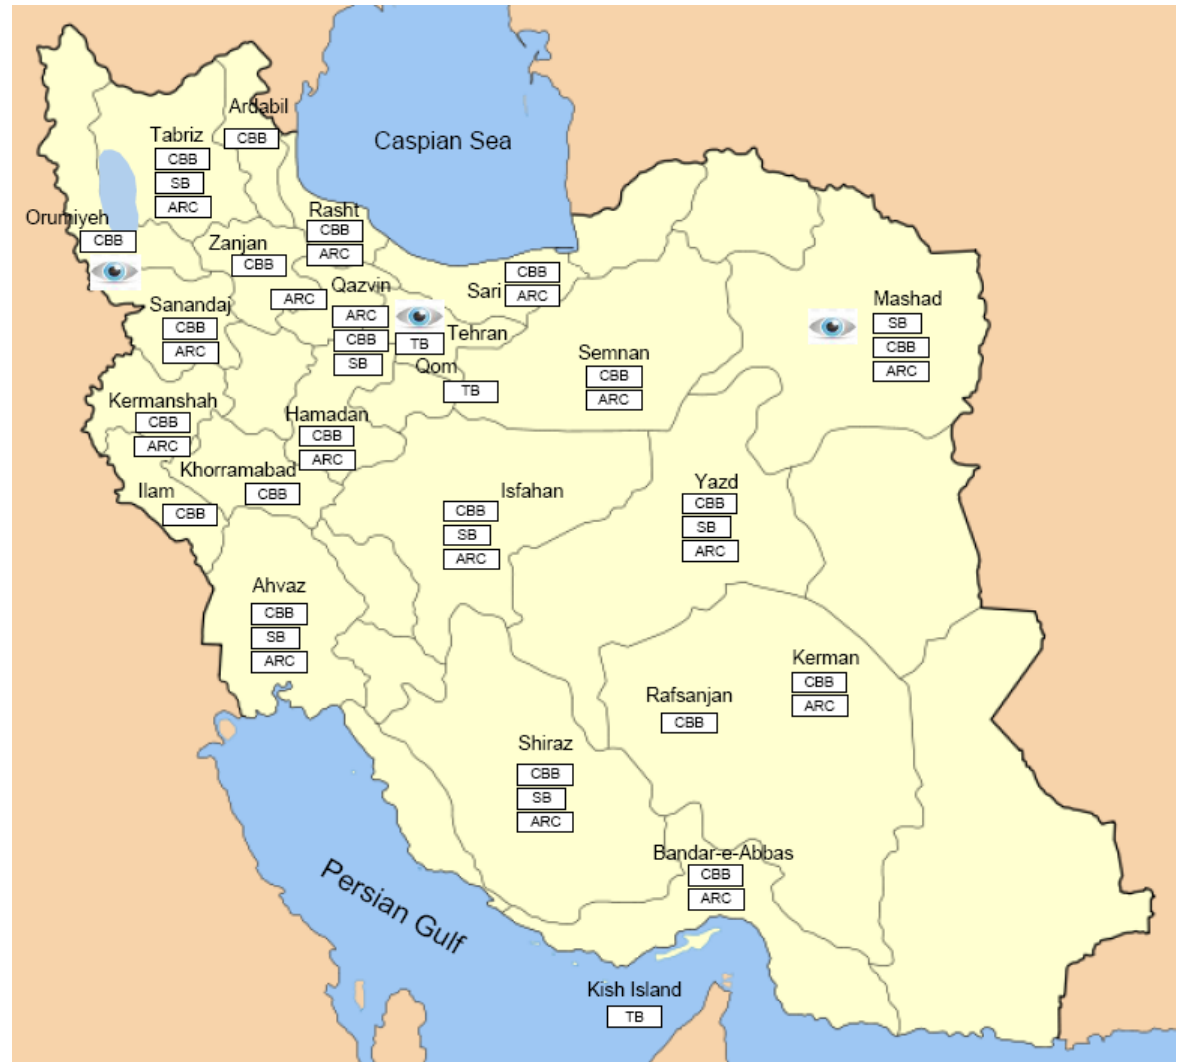 Ardabil
CBB
Caspian Sea
Tabriz
CBB
SB
ARC
Orumiyeh
CBB
Rasht
CBB
ARC
Zanjan
CBB
Qazvin
ARC
ARC
CBB
SB
Sari
CBB
ARC
Tehran
TB
Qom
TB
Mashad
SB
CBB
ARC
Sanandaj
CBB
ARC
Semnan
CBB
ARC
Kermanshah
CBB
ARC
Hamadan
CBB
ARC
Khorramabad
CBB
Ilam
CBB
Isfahan
CBB
SB
ARC
Yazd
CBB
SB
ARC
Ahvaz
CBB
SB
ARC
Kerman
CBB
ARC
Rafsanjan
CBB
Shiraz
CBB
SB
ARC
Bandar-e-Abbas
CBB
ARC
Persian Gulf
Kish Island
TB